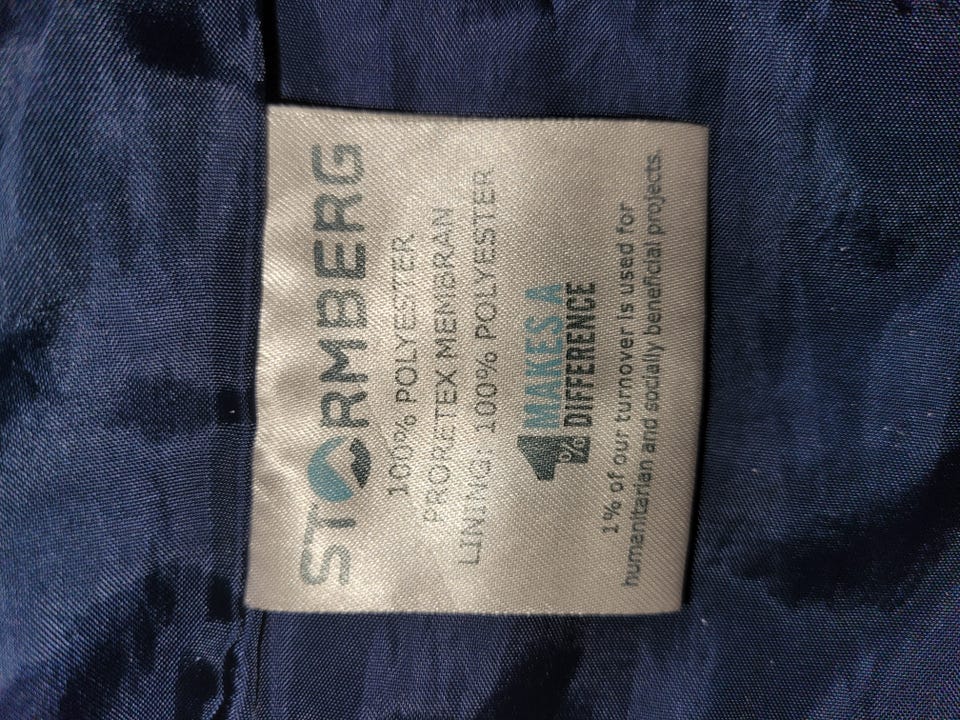 STORMBERG
100% POLYESTER
PRORETEX MEMBRAN
LINING: 100% POLYESTER
1% MAKES A
DIFFERENCE
1% of our turnover is used for
humanitarian and socially beneficial projects.